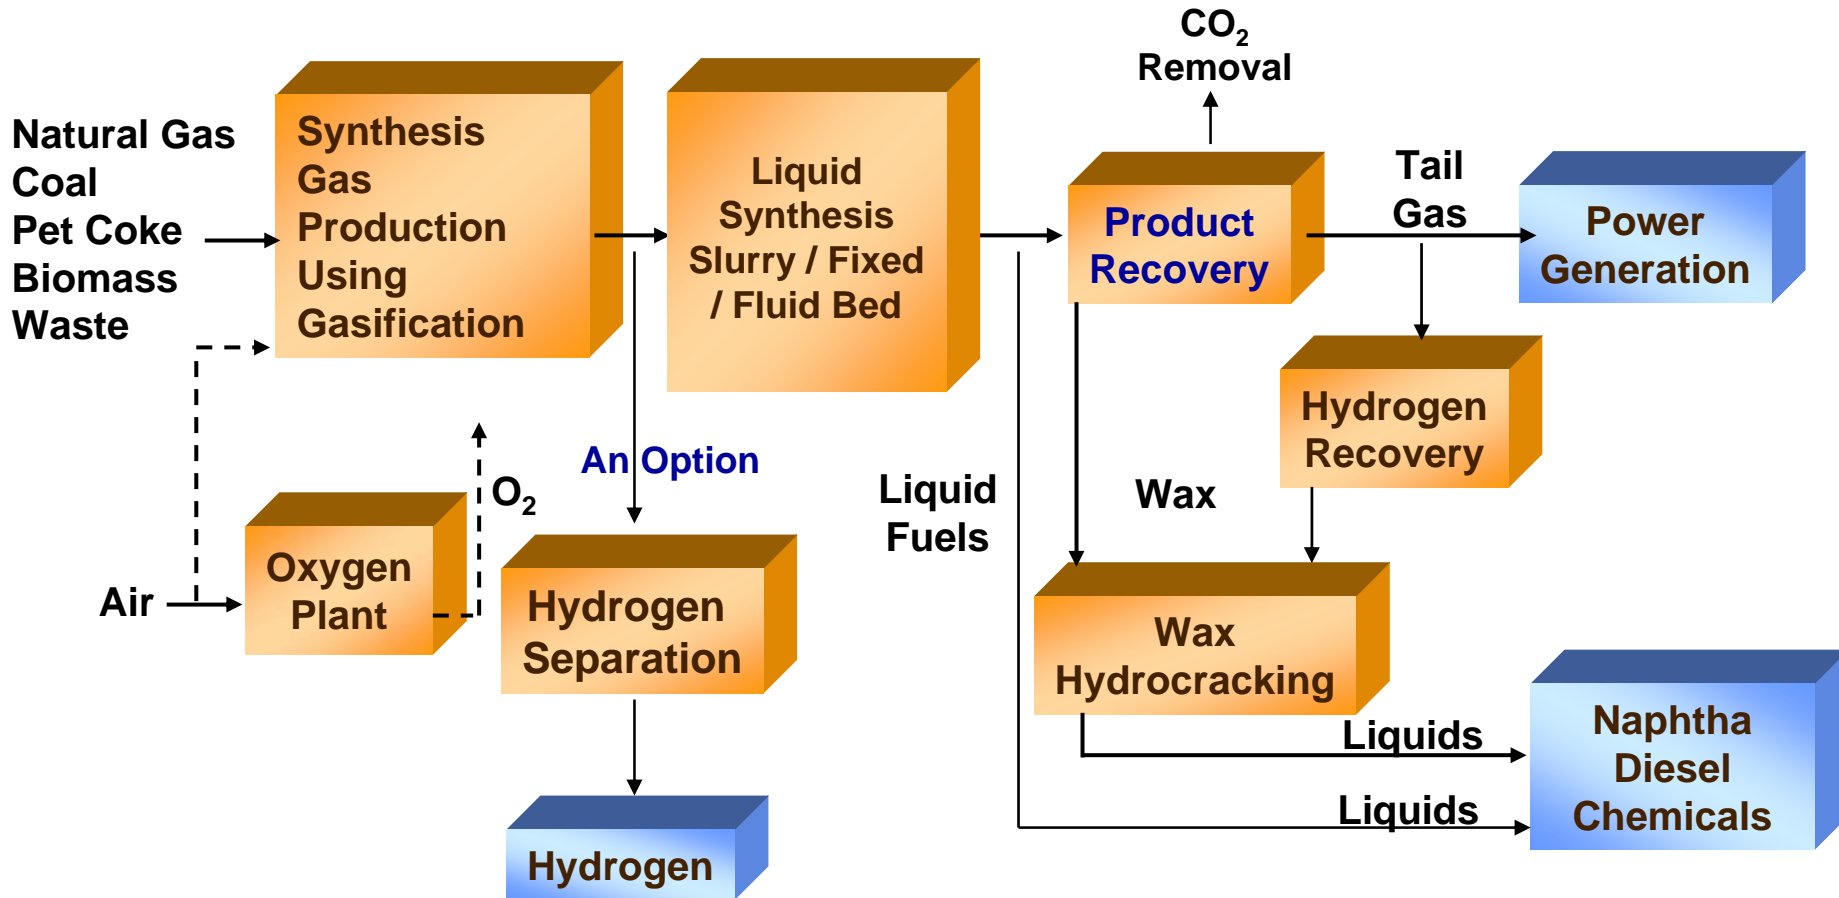 Natural Gas
Coal
Pet Coke
Biomass
Waste
Synthesis
Gas
Production
Using
Gasification
Liquid
Synthesis
Slurry / Fixed
/ Fluid Bed
CO₂
Removal
Product
Recovery
Tail
Gas
Power
Generation
Hydrogen
Recovery
An Option
O₂
Liquid
Fuels
Wax
Air
Oxygen
Plant
Hydrogen
Separation
Wax
Hydrocracking
Liquids
Liquids
Naphtha
Diesel
Chemicals
Hydrogen